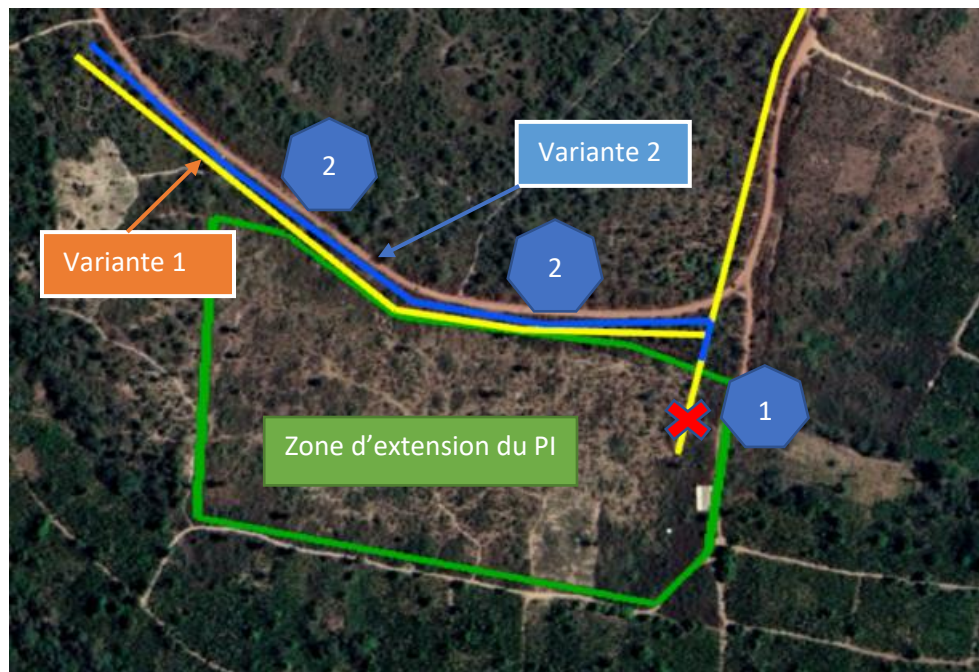 2
Variante 2
Variante 1
2
1
Zone d’extension du PI